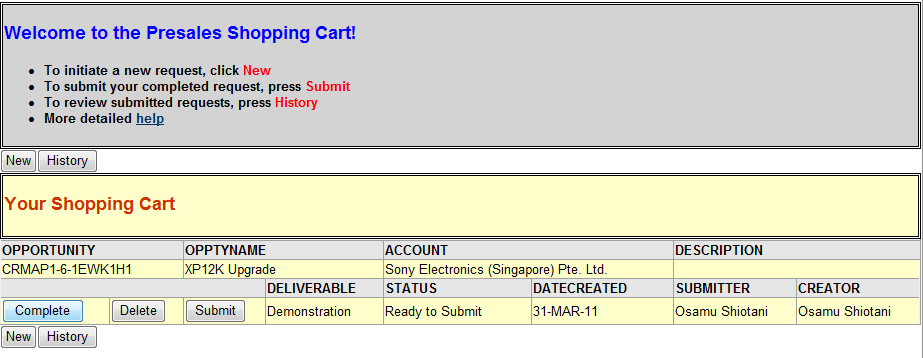 Welcome to the Presales Shopping Cart!
To initiate a new request, click New
To submit your completed request, press Submit
To review submitted requests, press History
More detailed help
New History
Your Shopping Cart
OPPORTUNITY OPPTYNAME ACCOUNT DESCRIPTION
CRMAP1-6-1EWK1H1 XP12K Upgrade Sony Electronics (Singapore) Pte. Ltd.
DELIVERABLE STATUS DATECREATED SUBMITTER CREATOR
Complete Delete Submit Demonstration Ready to Submit 31-MAR-11 Osamu Shiotani Osamu Shiotani
New History